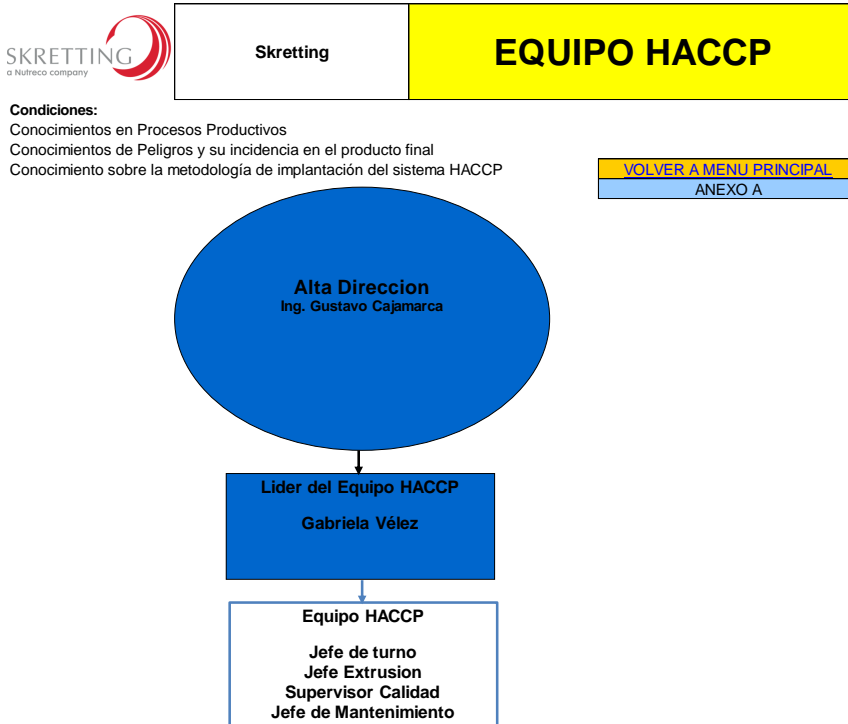 SKRETTING
a Nutreco company
Skretting
EQUIPO HACCP
Condiciones:
Conocimientos en Procesos Productivos
Conocimientos de Peligros y su incidencia en el producto final
Conocimiento sobre la metodología de implantación del sistema HACCP
VOLVER A MENU PRINCIPAL
ANEXO A
Alta Direccion
Ing. Gustavo Cajamarca
Lider del Equipo HACCP
Gabriela Vélez
Equipo HACCP
Jefe de turno
Jefe Extrusion
Supervisor Calidad
Jefe de Mantenimiento